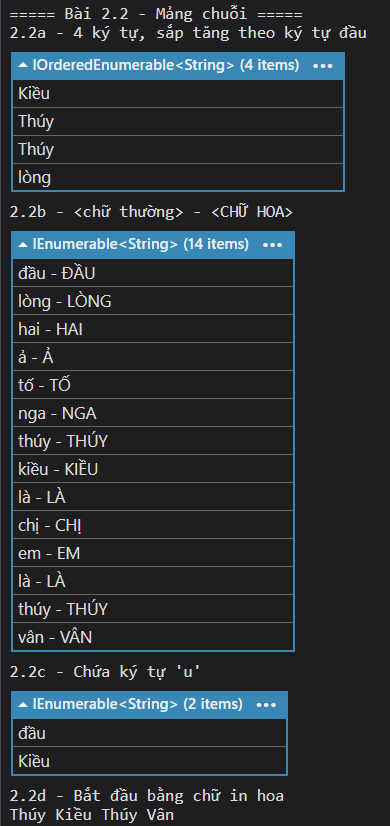 ===== Bài 2.2 - Mảng chuỗi =====
2.2a - 4 ký tự, sắp tăng theo ký tự đầu
IOrderedEnumerable<String> (4 items) •••
Kiều
Thúy
Thúy
lòng
2.2b - <chữ thường> - <CHỮ HOA>
IEnumerable<String> (14 items) •••
đầu - ĐẦU
lòng - LÒNG
hai - HAI
ả - Ả
tố - TỐ
nga - NGA
thúy - THÚY
kiều - KIỀU
là - LÀ
chị - CHỊ
em - EM
là - LÀ
thúy - THÚY
vân - VÂN
2.2c - Chứa ký tự 'u'
IEnumerable<String> (2 items) •••
đầu
Kiều
2.2d - Bắt đầu bằng chữ in hoa
Thúy Kiều Thúy Vân